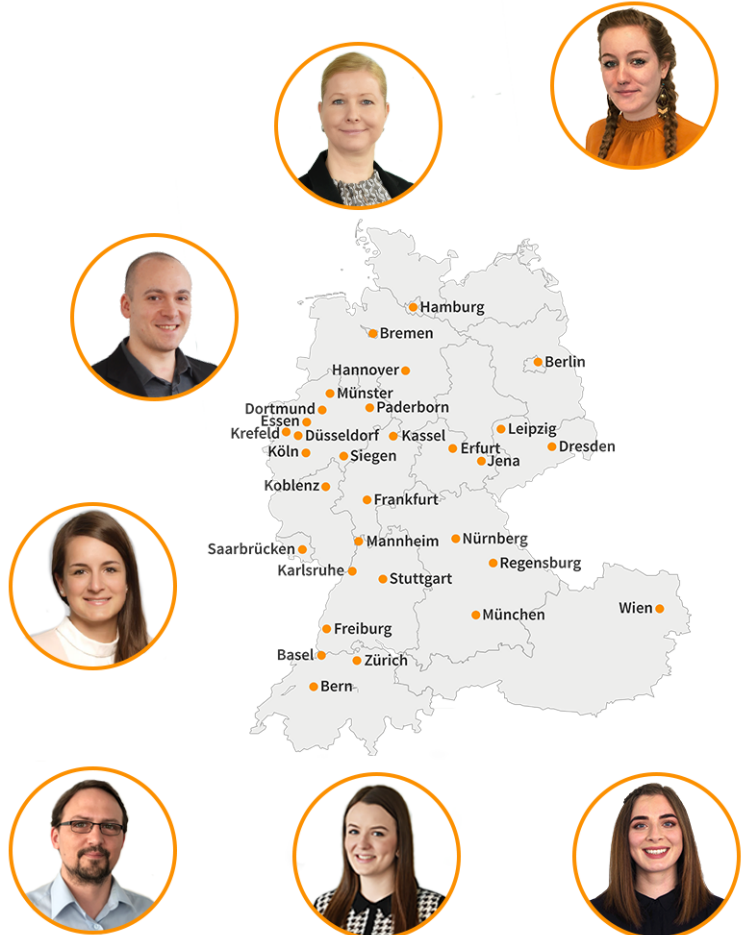 Hamburg
Bremen
Berlin
Hannover
Münster
Dortmund
Paderborn
Essen
Leipzig
Krefeld
Düsseldorf
Kassel
Dresden
Erfurt
Köln
Siegen
Jena
Koblenz
Frankfurt
Mannheim
Nürnberg
Saarbrücken
Regensburg
Karlsruhe
Stuttgart
Wien
München
Freiburg
Basel
Zürich
Bern